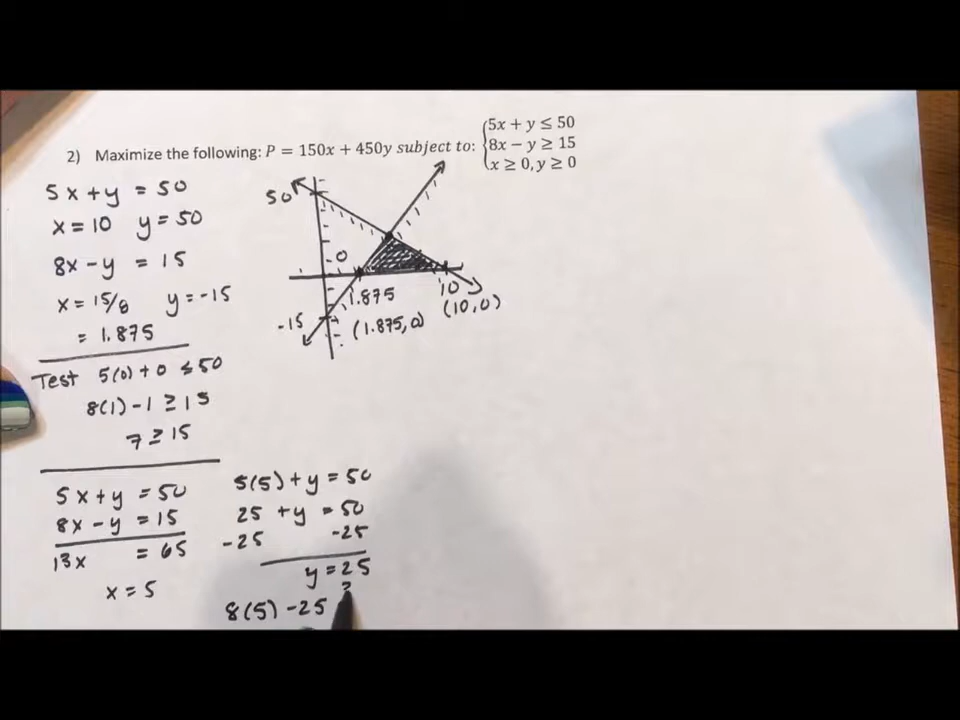 2) Maximize the following: P = 150x + 450y subject to: {5x + y ≤ 50
8x − y ≥ 15
x ≥ 0, y ≥ 0
5x + y = 50
x = 10 y = 50
8x - y = 15
x = 15/8 y = -15
= 1.875
Test 5(0) + 0 ≤ 50
8(1) - 1 ≥ 15
7 ≥ 15
5x + y = 50
8x - y = 15
13x = 65
x = 5
50
0
1.875
10
(10,0)
-15
(1.875,0)
5(5) + y = 50
25 + y = 50
-25 -25
y = 25
8(5) - 25